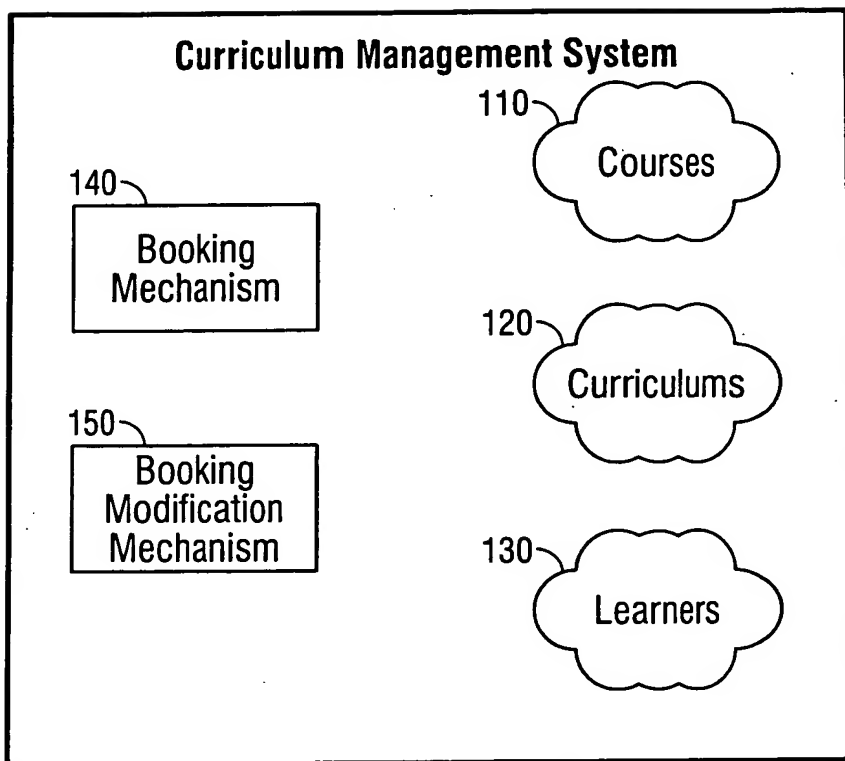 Curriculum Management System
110
Courses
140
Booking
Mechanism
120
Curriculums
150
Booking
Modification
Mechanism
130
Learners